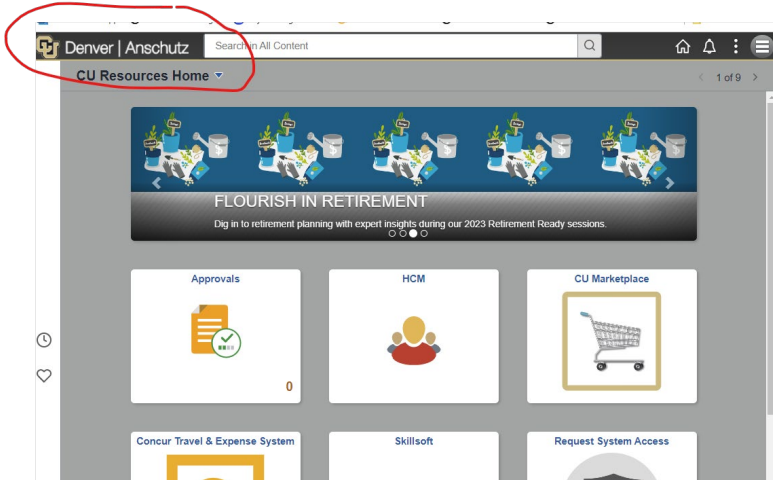 CU Denver | Anschutz Search in All Content
CU Resources Home
1 of 9
FLOURISH IN RETIREMENT
Dig in to retirement planning with expert insights during our 2023 Retirement Ready sessions.
Approvals
HCM
CU Marketplace
0
Concur Travel & Expense System
Skillsoft
Request System Access